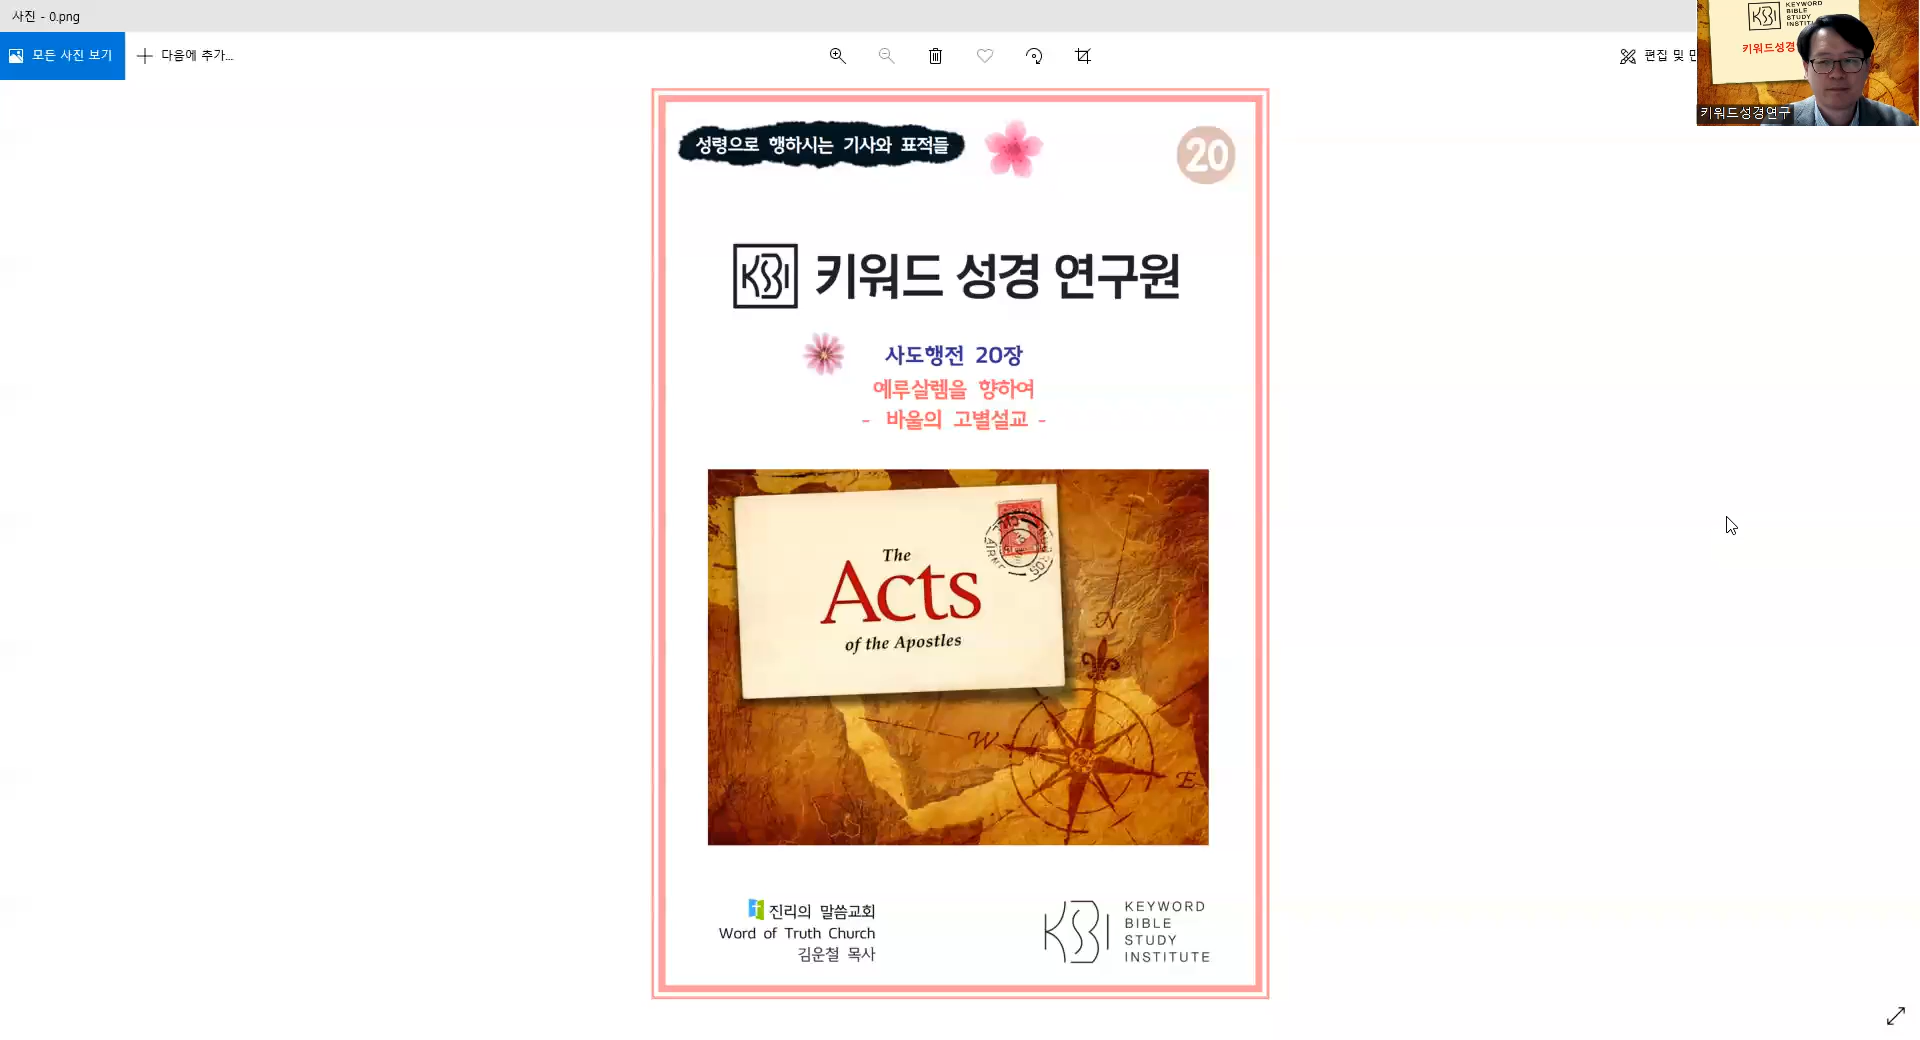 사진 - 0.png
모든 사진 보기
다음에 추가...
편집 및 만
KEYWORD
BIBLE
STUDY
키워드성경
키워드성경연구
성령으로 행하시는 기사와 표적들
20
KSBI 키워드 성경 연구원
사도행전 20장
예루살렘을 향하여
- 바울의 고별설교 -
The
Acts
of the Apostles
N
W
E
진리의 말씀교회
Word of Truth Church
김운철 목사
KSBI
KEYWORD
BIBLE
STUDY
INSTITUTE